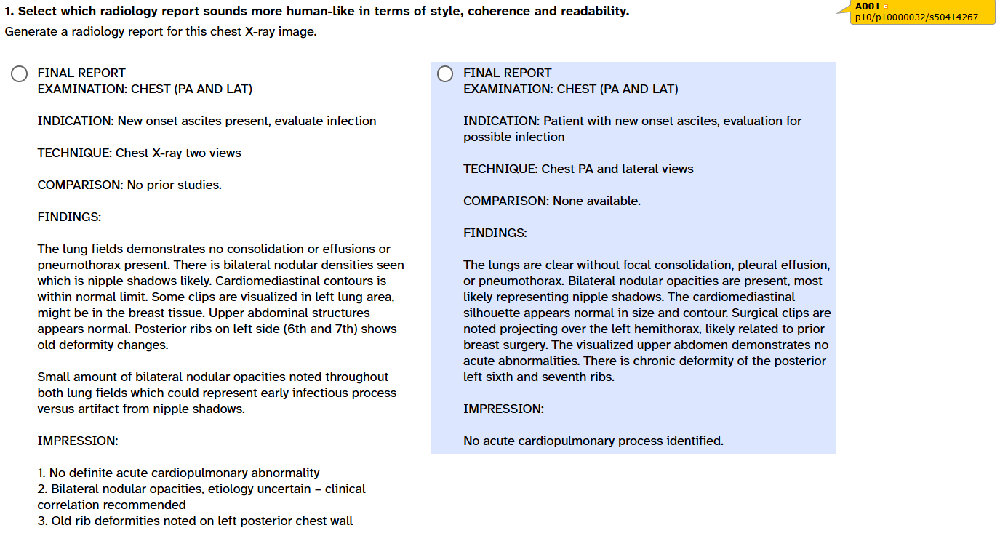 1. Select which radiology report sounds more human-like in terms of style, coherence and readability.
Generate a radiology report for this chest X-ray image.
A001
p10/p10000032/s50414267
FINAL REPORT
EXAMINATION: CHEST (PA AND LAT)
INDICATION: New onset ascites present, evaluate infection
TECHNIQUE: Chest X-ray two views
COMPARISON: No prior studies.
FINDINGS:
The lung fields demonstrates no consolidation or effusions or
pneumothorax present. There is bilateral nodular densities seen
which is nipple shadows likely. Cardiomediastinal contours is
within normal limit. Some clips are visualized in left lung area,
might be in the breast tissue. Upper abdominal structures
appears normal. Posterior ribs on left side (6th and 7th) shows
old deformity changes.
Small amount of bilateral nodular opacities noted throughout
both lung fields which could represent early infectious process
versus artifact from nipple shadows.
IMPRESSION:
1. No definite acute cardiopulmonary abnormality
2. Bilateral nodular opacities, etiology uncertain – clinical
correlation recommended
3. Old rib deformities noted on left posterior chest wall
FINAL REPORT
EXAMINATION: CHEST (PA AND LAT)
INDICATION: Patient with new onset ascites, evaluation for
possible infection
TECHNIQUE: Chest PA and lateral views
COMPARISON: None available.
FINDINGS:
The lungs are clear without focal consolidation, pleural effusion,
or pneumothorax. Bilateral nodular opacities are present, most
likely representing nipple shadows. The cardiomediastinal
silhouette appears normal in size and contour. Surgical clips are
noted projecting over the left hemithorax, likely related to prior
breast surgery. The visualized upper abdomen demonstrates no
acute abnormalities. There is chronic deformity of the posterior
left sixth and seventh ribs.
IMPRESSION:
No acute cardiopulmonary process identified.